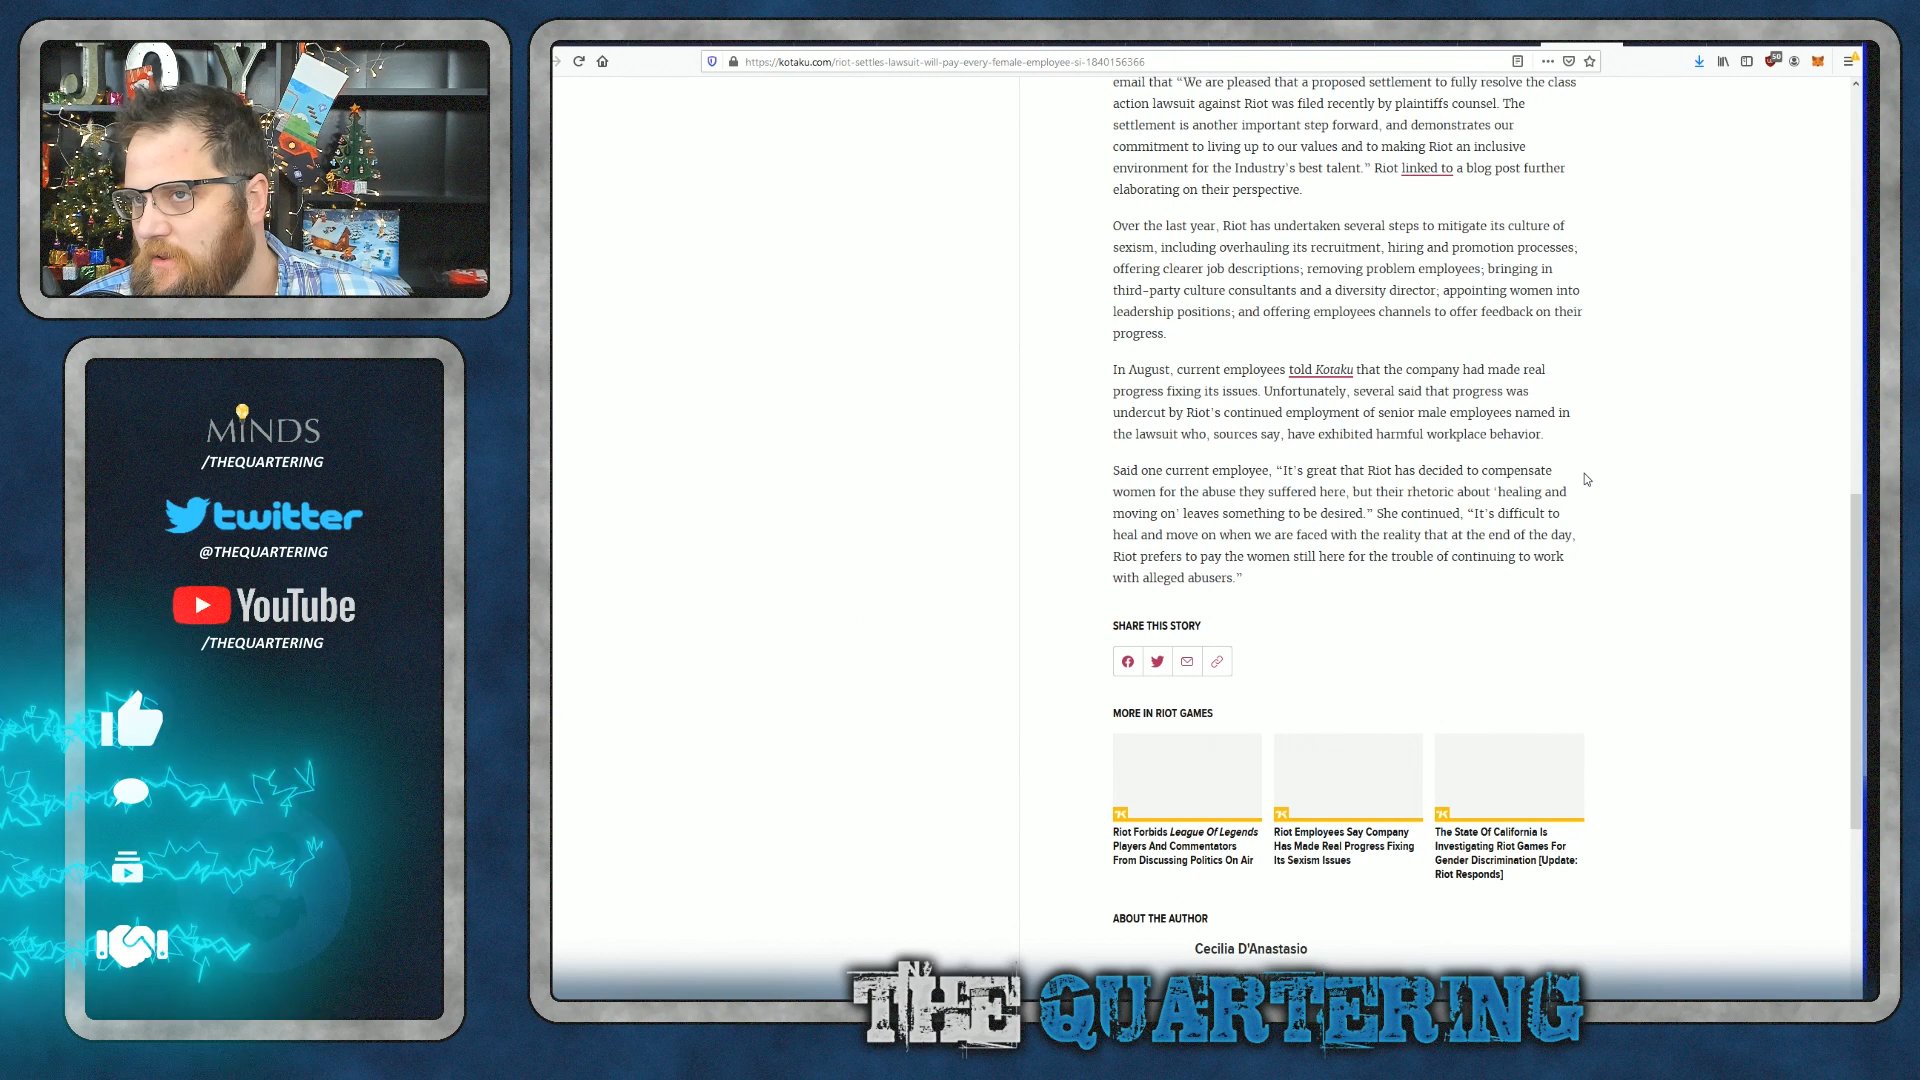 JOY
https://kotaku.com/riot-settles-lawsuit-will-pay-every-female-employee-si-1840156366
email that “We are pleased that a proposed settlement to fully resolve the class
action lawsuit against Riot was filed recently by plaintiffs counsel. The
settlement is another important step forward, and demonstrates our
commitment to living up to our values and to making Riot an inclusive
environment for the Industry’s best talent.” Riot linked to a blog post further
elaborating on their perspective.
Over the last year, Riot has undertaken several steps to mitigate its culture of
sexism, including overhauling its recruitment, hiring and promotion processes;
offering clearer job descriptions; removing problem employees; bringing in
third-party culture consultants and a diversity director; appointing women into
leadership positions; and offering employees channels to offer feedback on their
progress.
In August, current employees told Kotaku that the company had made real
progress fixing its issues. Unfortunately, several said that progress was
undercut by Riot’s continued employment of senior male employees named in
the lawsuit who, sources say, have exhibited harmful workplace behavior.
Said one current employee, “It’s great that Riot has decided to compensate
women for the abuse they suffered here, but their rhetoric about ‘healing and
moving on’ leaves something to be desired.” She continued, “It’s difficult to
heal and move on when we are faced with the reality that at the end of the day,
Riot prefers to pay the women still here for the trouble of continuing to work
with alleged abusers.”
SHARE THIS STORY
MORE IN RIOT GAMES
Riot Forbids League Of Legends
Players And Commentators
From Discussing Politics On Air
Riot Employees Say Company
Has Made Real Progress Fixing
Its Sexism Issues
The State Of California Is
Investigating Riot Games For
Gender Discrimination [Update:
Riot Responds]
ABOUT THE AUTHOR
Cecilia D'Anastasio
MINDS
/THEQUARTERING
twitter
@THEQUARTERING
YouTube
/THEQUARTERING
THE QUARTERING